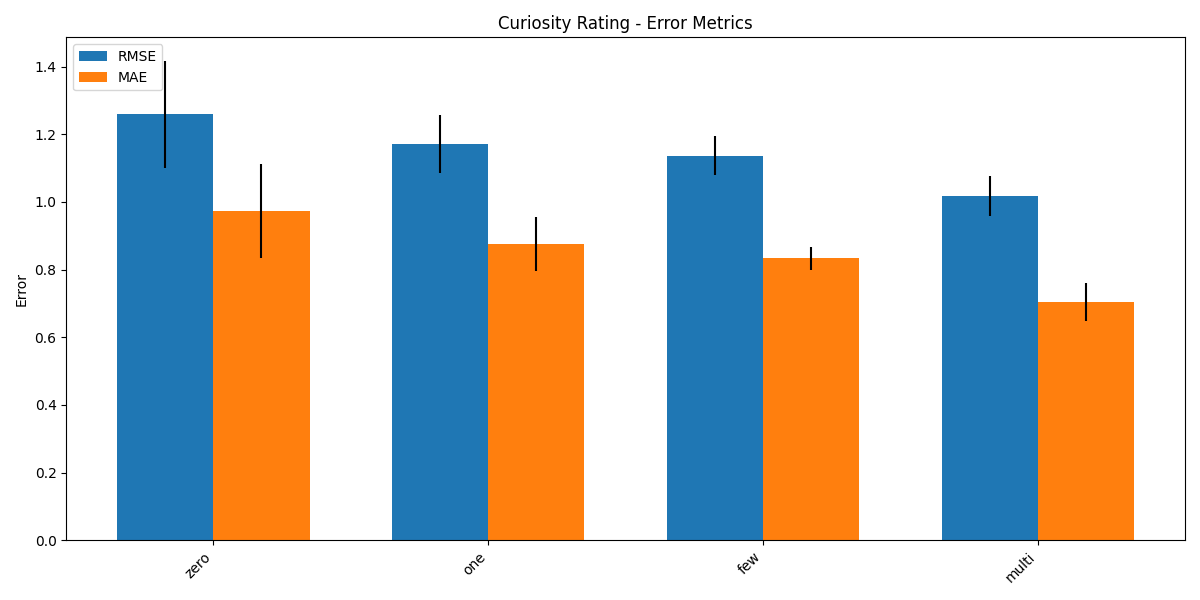 Curiosity Rating - Error Metrics
RMSE
MAE
Error
1.4
1.2
1.0
0.8
0.6
0.4
0.2
0.0
zero
one
few
multi